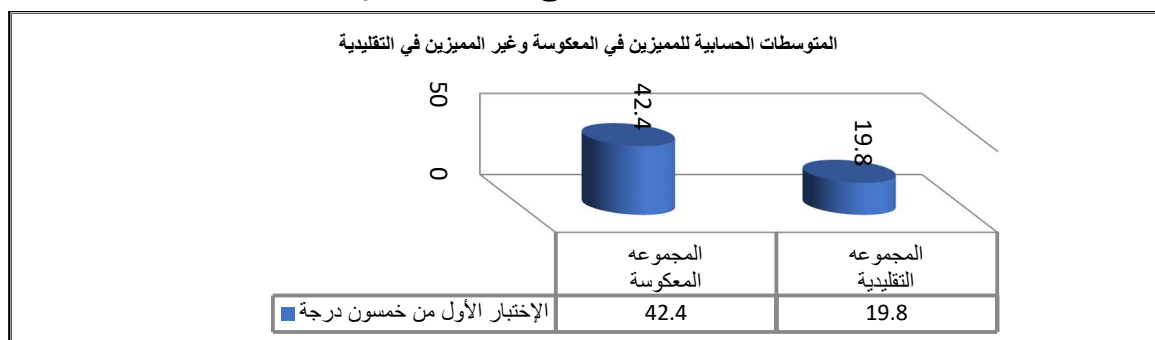 المتوسطات الحسابية للمميزين في المعكوسة وغير المميزين في التقليدية
50
0
42.4
19.8
المجموعه
المعكوسة
المجموعه
التقليدية
الإختبار الأول من خمسون درجة
42.4
19.8